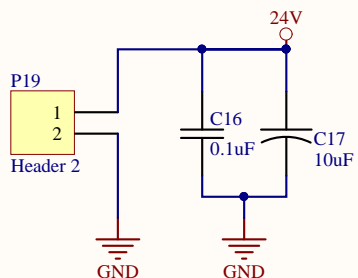 24V
P19
1
2
Header 2
C16
0.1uF
C17
10uF
GND
GND